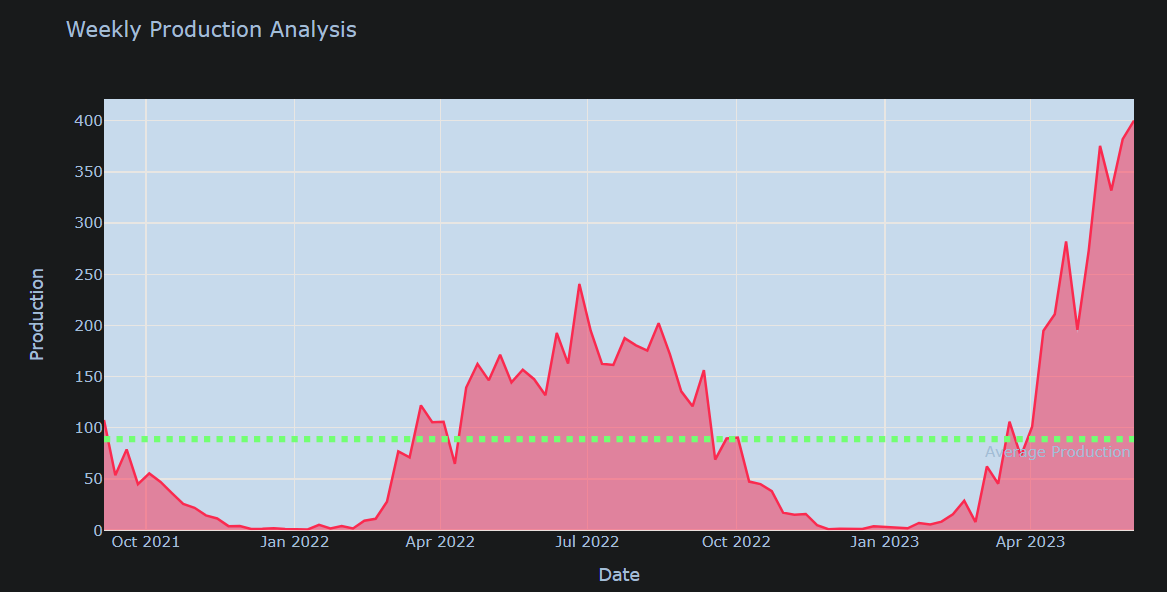 Weekly Production Analysis
400
350
300
250
200
150
100
50
0
Production
Average Production
Oct 2021
Jan 2022
Apr 2022
Jul 2022
Oct 2022
Jan 2023
Apr 2023
Date